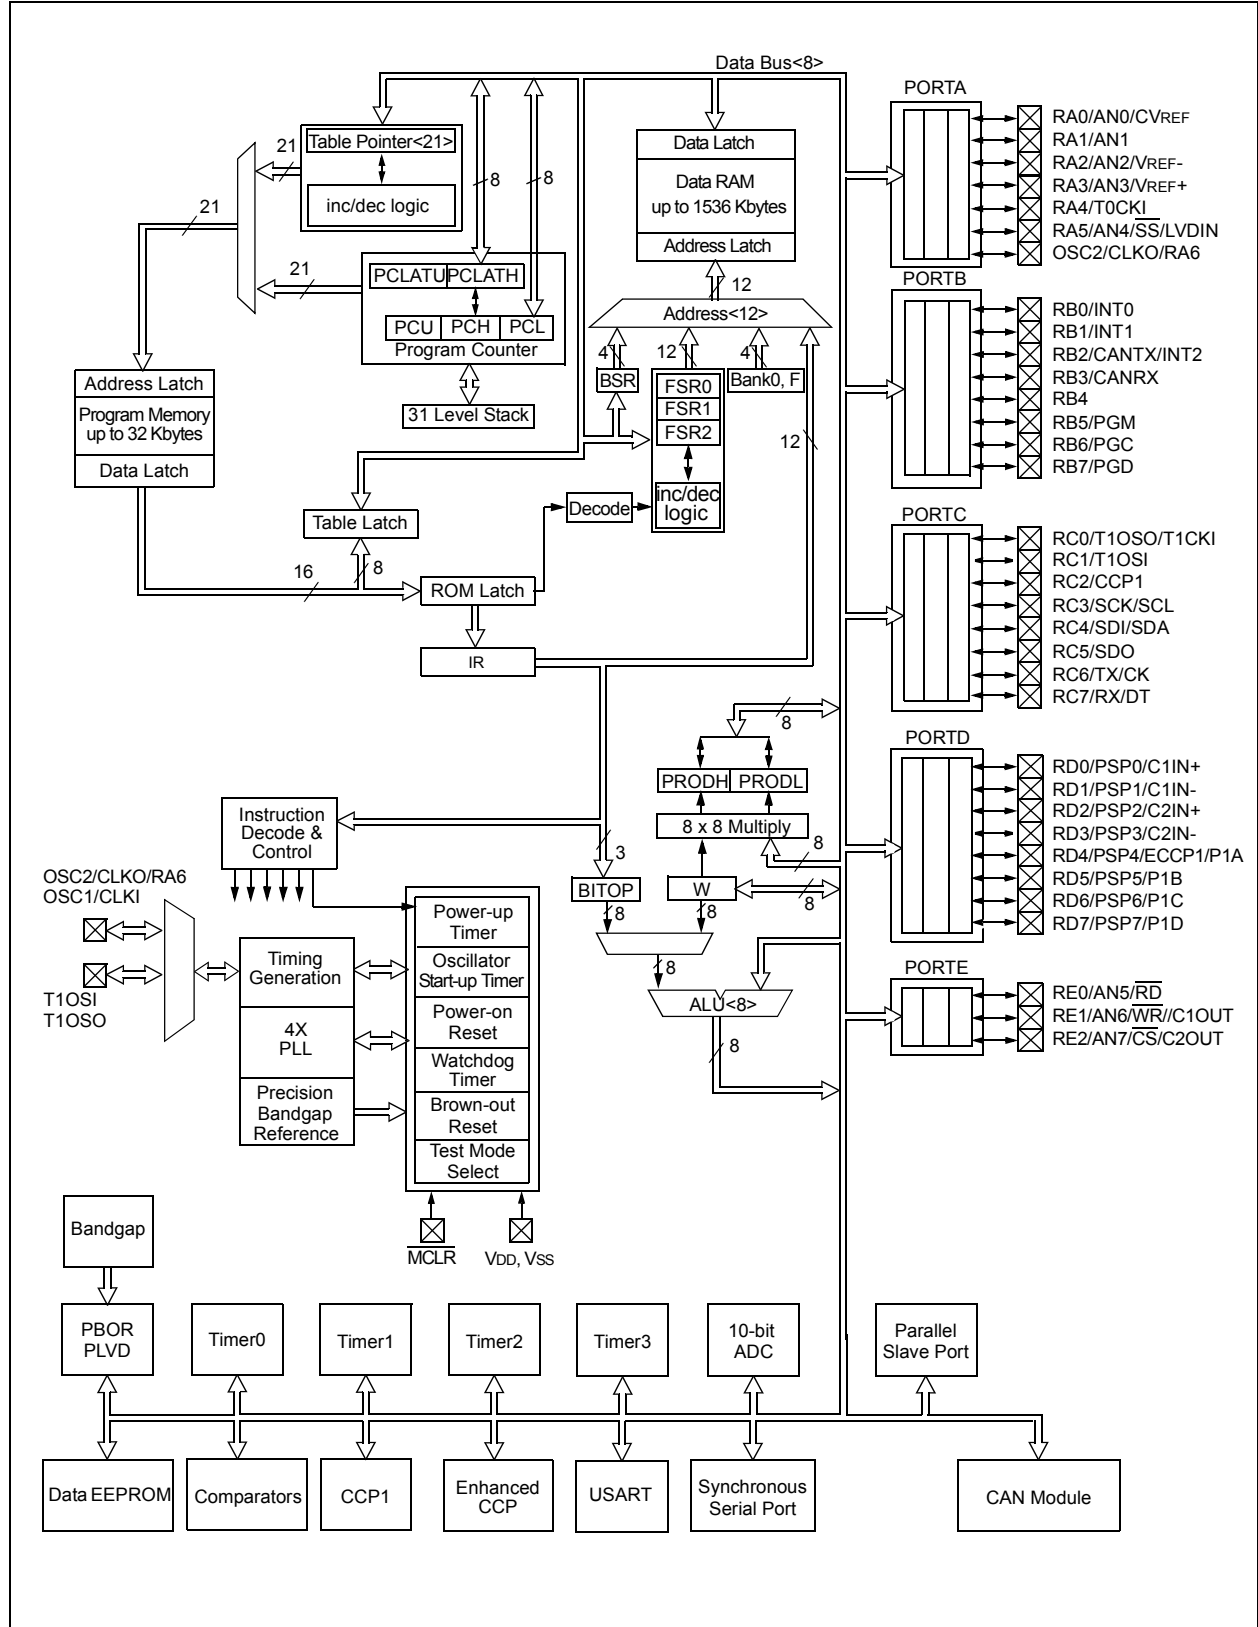 Data Bus<8>
Table Pointer<21>
inc/dec logic
21
21
21
8
8
PCLATU PCLATH
PCU PCH PCL
Program Counter
31 Level Stack
Address Latch
Program Memory
up to 32 Kbytes
Data Latch
16
8
Table Latch
ROM Latch
IR
Data Latch
Data RAM
up to 1536 Kbytes
Address Latch
12
Address<12>
4
12
4
BSR
FSR0
FSR1
FSR2
inc/dec
logic
Bank0, F
12
Decode
8
PRODH PRODL
8 x 8 Multiply
8
W
8
8
3
BITOP
8
8
ALU<8>
8
Instruction
Decode &
Control
OSC2/CLKO/RA6
OSC1/CLKI
T1OSI
T1OSO
Timing
Generation
4X
PLL
Precision
Bandgap
Reference
Power-up
Timer
Oscillator
Start-up Timer
Power-on
Reset
Watchdog
Timer
Brown-out
Reset
Test Mode
Select
MCLR
VDD, VSS
PORTA
RA0/AN0/CVREF
RA1/AN1
RA2/AN2/VREF-
RA3/AN3/VREF+
RA4/T0CKI
RA5/AN4/SS/LVDIN
OSC2/CLKO/RA6
PORTB
RB0/INT0
RB1/INT1
RB2/CANTX/INT2
RB3/CANRX
RB4
RB5/PGM
RB6/PGC
RB7/PGD
PORTC
RC0/T1OSO/T1CKI
RC1/T1OSI
RC2/CCP1
RC3/SCK/SCL
RC4/SDI/SDA
RC5/SDO
RC6/TX/CK
RC7/RX/DT
PORTD
RD0/PSP0/C1IN+
RD1/PSP1/C1IN-
RD2/PSP2/C2IN+
RD3/PSP3/C2IN-
RD4/PSP4/ECCP1/P1A
RD5/PSP5/P1B
RD6/PSP6/P1C
RD7/PSP7/P1D
PORTE
RE0/AN5/RD
RE1/AN6/WR//C1OUT
RE2/AN7/CS/C2OUT
Bandgap
PBOR
PLVD
Timer0
Timer1
Timer2
Timer3
10-bit
ADC
Parallel
Slave Port
Data EEPROM
Comparators
CCP1
Enhanced
CCP
USART
Synchronous
Serial Port
CAN Module